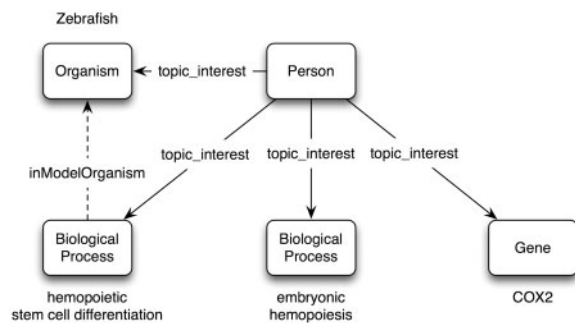 Zebrafish
Organism
topic_interest
Person
topic_interest
topic_interest
topic_interest
inModelOrganism
Biological
Process
Biological
Process
Gene
hemopoietic
stem cell differentiation
embryonic
hemopoiesis
COX2